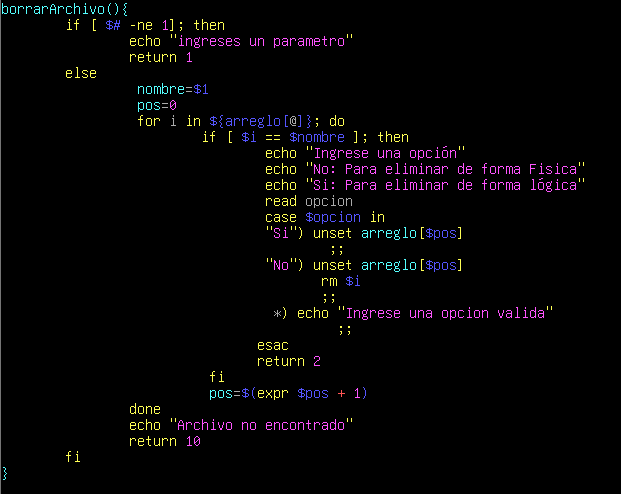 borrarArchivo(){
        if [ $# -ne 1]; then
                echo "ingreses un parametro"
                return 1
        else
                 nombre=$1
                 pos=0
                 for i in ${arreglo[@]}; do
                         if [ $i == $nombre ]; then
                                 echo "Ingrese una opción"
                                 echo "No: Para eliminar de forma Fisica"
                                 echo "Si: Para eliminar de forma lógica"
                                 read opcion
                                 case $opcion in
                                 "Si") unset arreglo[$pos]
                                         ;;
                                 "No") unset arreglo[$pos]
                                        rm $i
                                        ;;
                                  *) echo "Ingrese una opcion valida"
                                          ;;
                                esac
                                return 2
                          fi
                          pos=$(expr $pos + 1)
                done
                echo "Archivo no encontrado"
                return 10
        fi
}